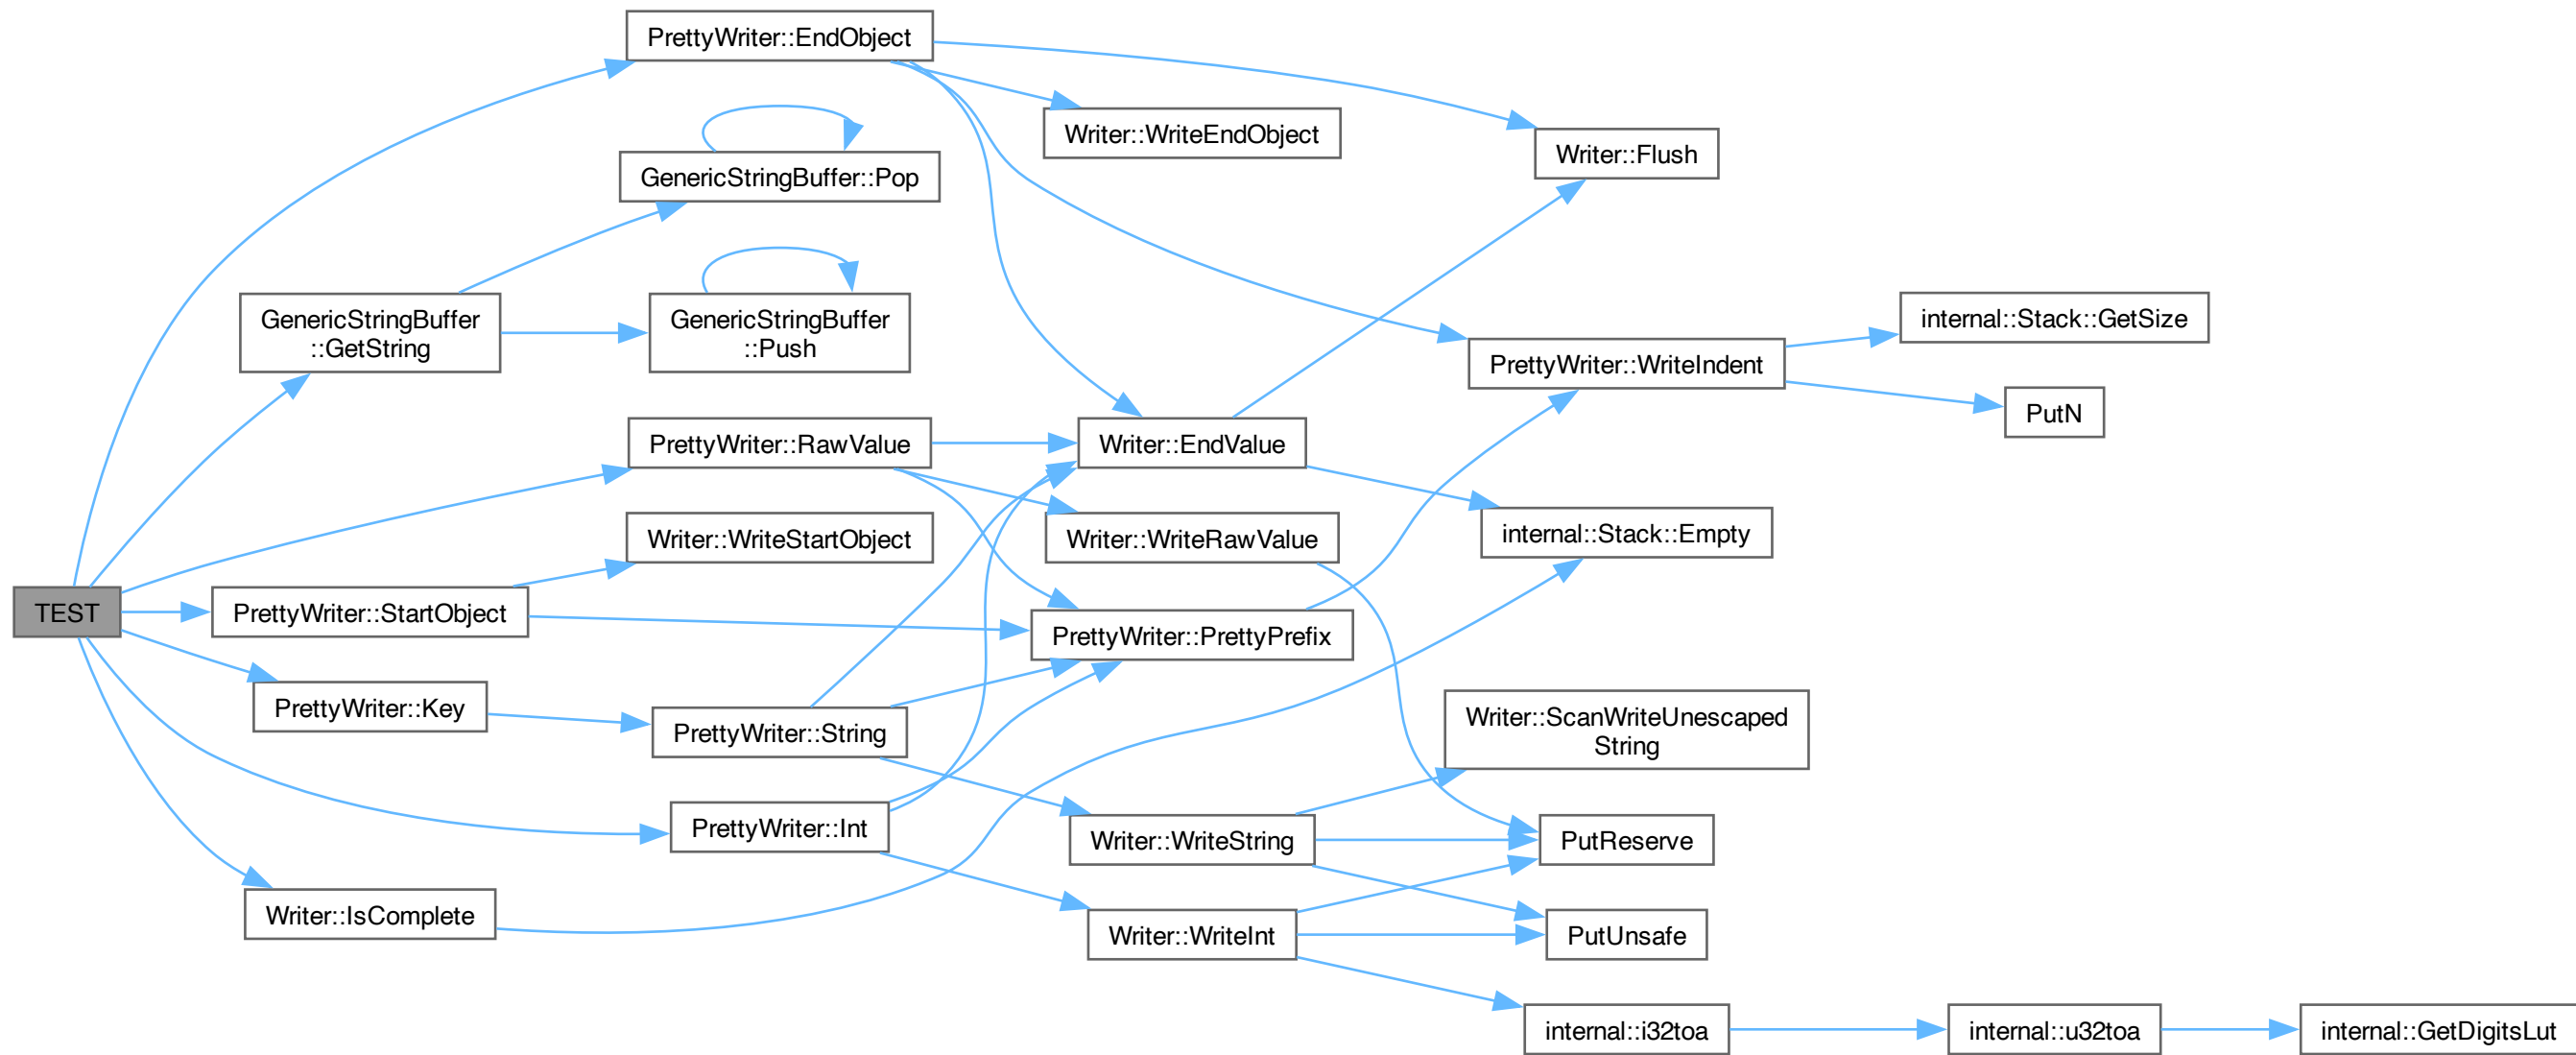 PrettyWriter::EndObject
Writer::WriteEndObject
Writer::Flush
GenericStringBuffer::Pop
GenericStringBuffer
::GetString
GenericStringBuffer
::Push
internal::Stack::GetSize
PrettyWriter::WriteIndent
PutN
PrettyWriter::RawValue
Writer::EndValue
Writer::WriteStartObject
Writer::WriteRawValue
internal::Stack::Empty
TEST
PrettyWriter::StartObject
PrettyWriter::PrettyPrefix
PrettyWriter::Key
PrettyWriter::String
Writer::ScanWriteUnescaped
String
PrettyWriter::Int
Writer::WriteString
PutReserve
Writer::IsComplete
Writer::WriteInt
PutUnsafe
internal::i32toa
internal::u32toa
internal::GetDigitsLut